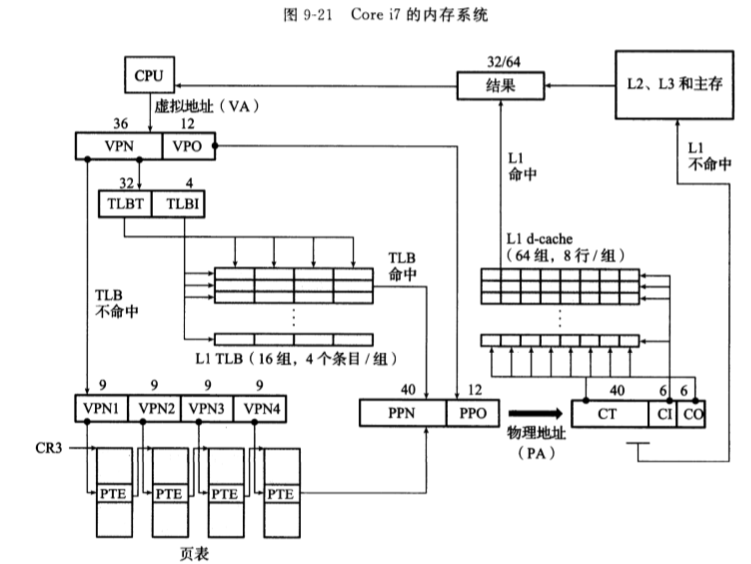 图 9-21 Core i7 的内存系统
CPU
32/64
结果
L2、L3 和主存
虚拟地址（VA）
36
12
VPN
VPO
L1
命中
L1
不命中
32
4
TLBT
TLBI
TLB
命中
L1 d-cache
（64 组，8 行/组）
TLB
不命中
L1 TLB（16 组，4 个条目/组）
9
9
9
9
VPN1
VPN2
VPN3
VPN4
40
12
PPN
PPO
物理地址
（PA）
40
6
6
CT
CI
CO
CR3
PTE
PTE
PTE
PTE
页表